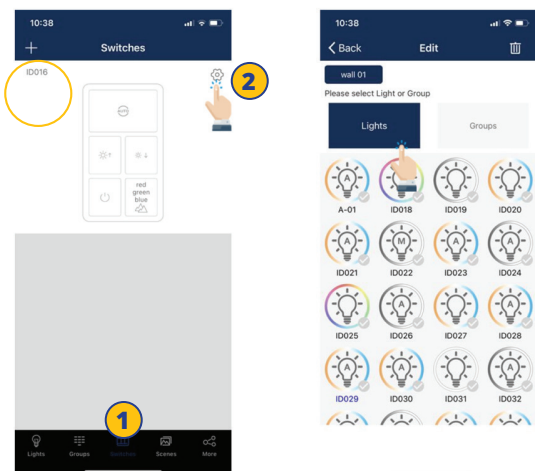 10:38
Switches
ID016
2
red
green
blue
1
Lights
Groups
Switches
Scenes
More
10:38
Back
Edit
wall 01
Please select Light or Group
Lights
Groups
A
A
A
A-01
ID018
ID019
ID020
A
M
A
A
ID021
ID022
ID023
ID024
A
A
A
ID025
ID026
ID027
ID028
A
A
A
ID029
ID030
ID031
ID032